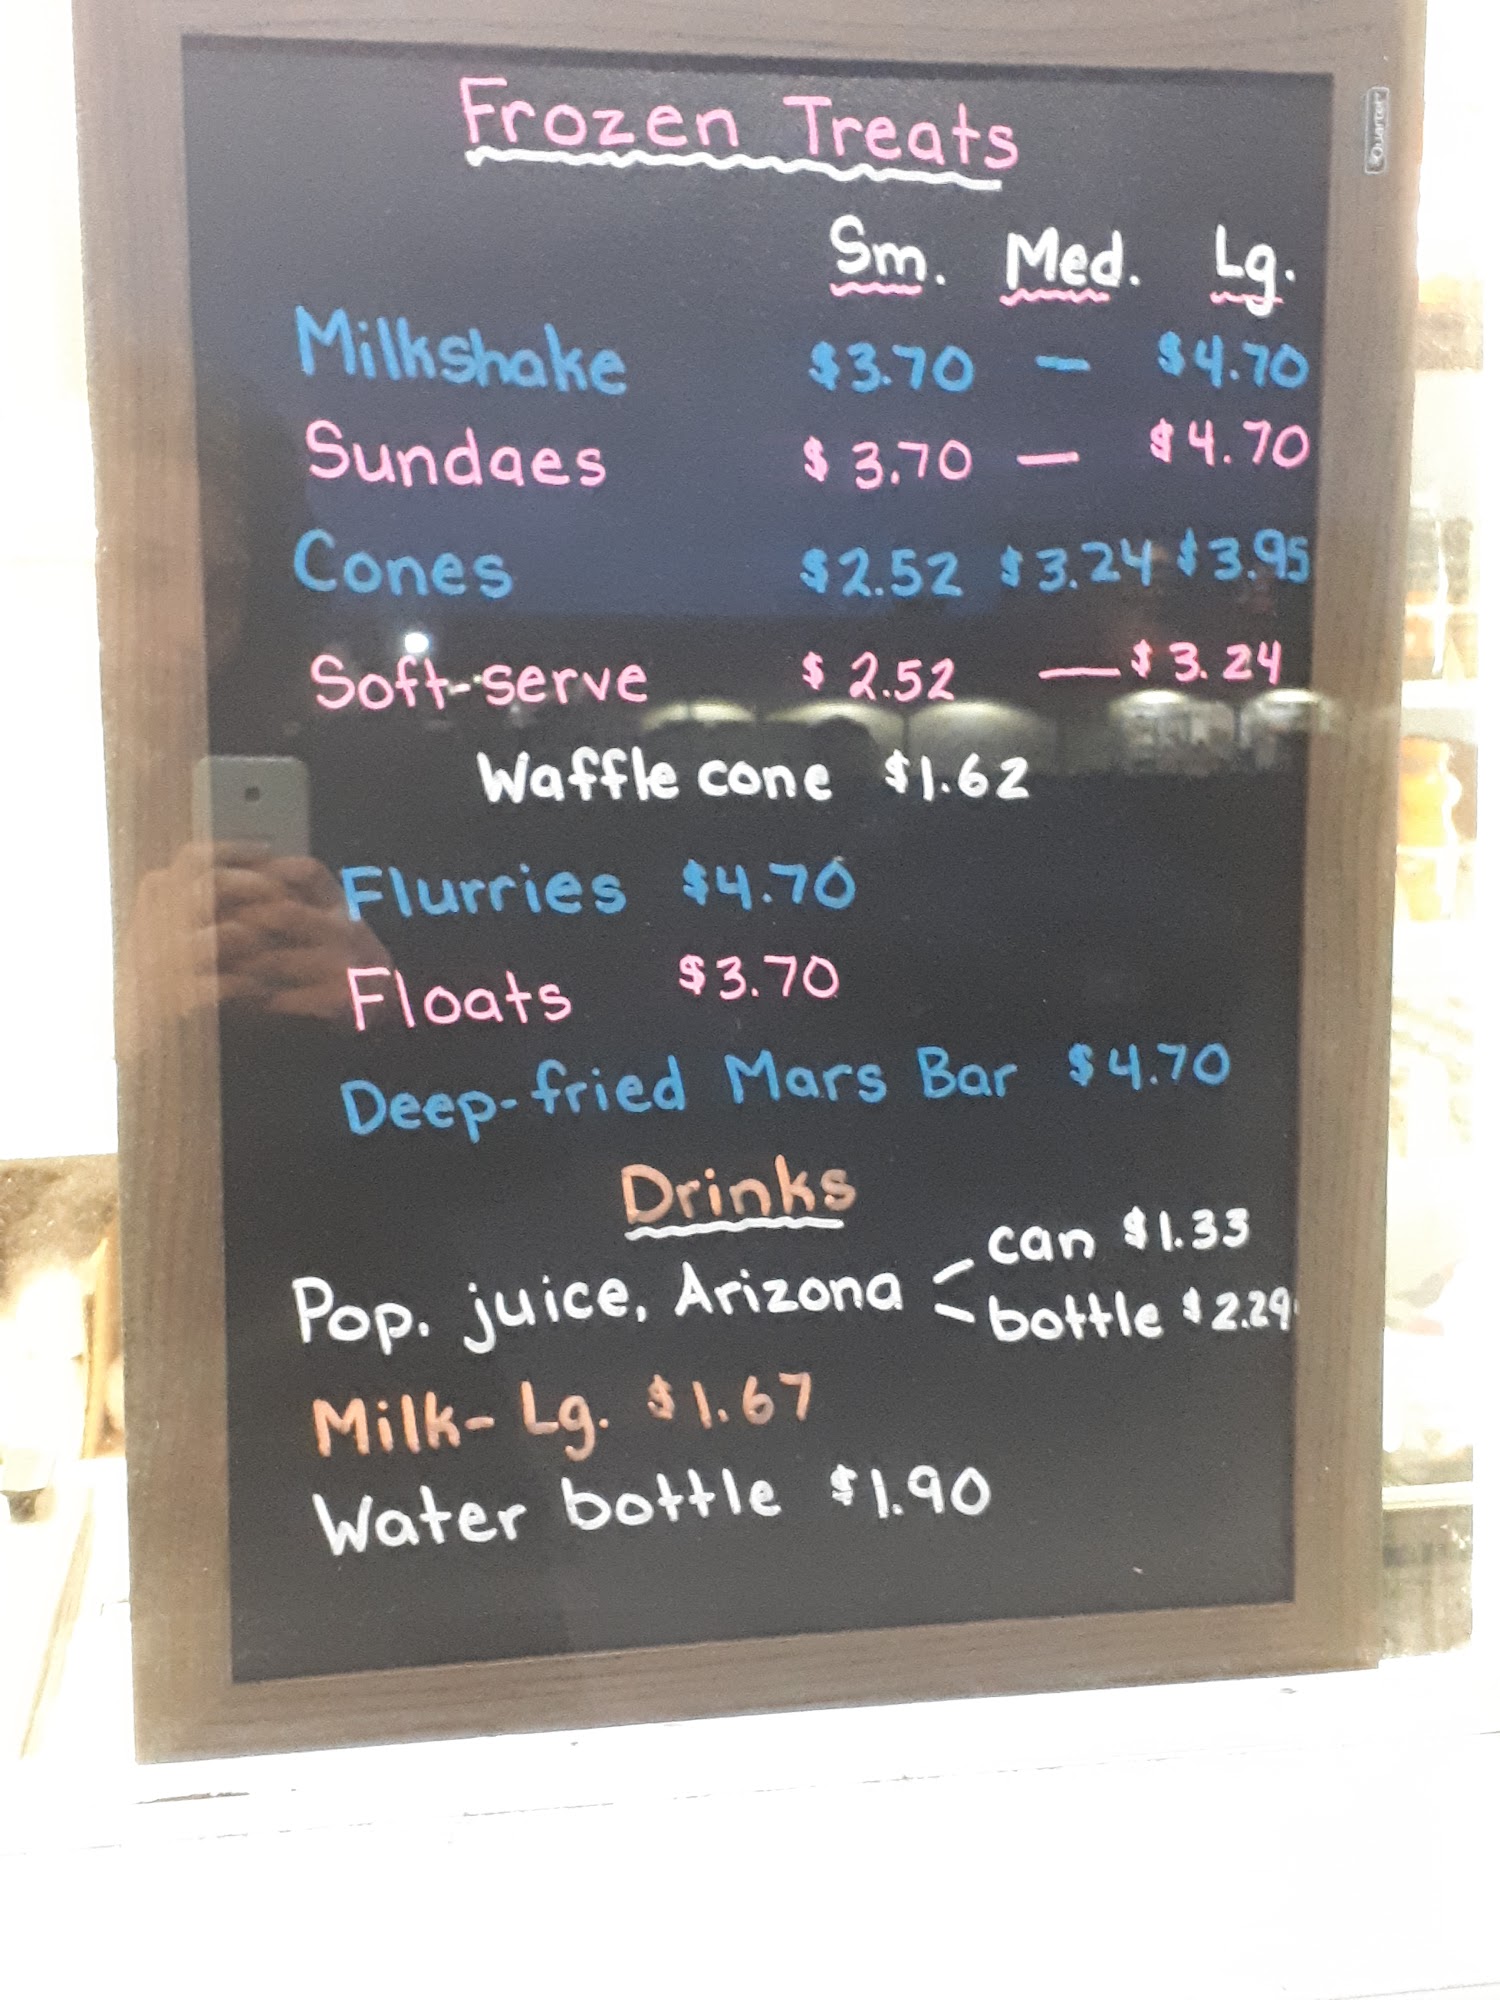 Quartet
Frozen Treats
Sm. Med. Lg.
Milkshake $3.70 — $4.70
Sundaes $3.70 — $4.70
Cones $2.52 $3.24 $3.95
Soft-serve $2.52 — $3.24
Waffle cone $1.62
Flurries $4.70
Floats $3.70
Deep-fried Mars Bar $4.70
Drinks
Pop, juice, Arizona
can $1.33
bottle $2.29
Milk- Lg. $1.67
Water bottle $1.90